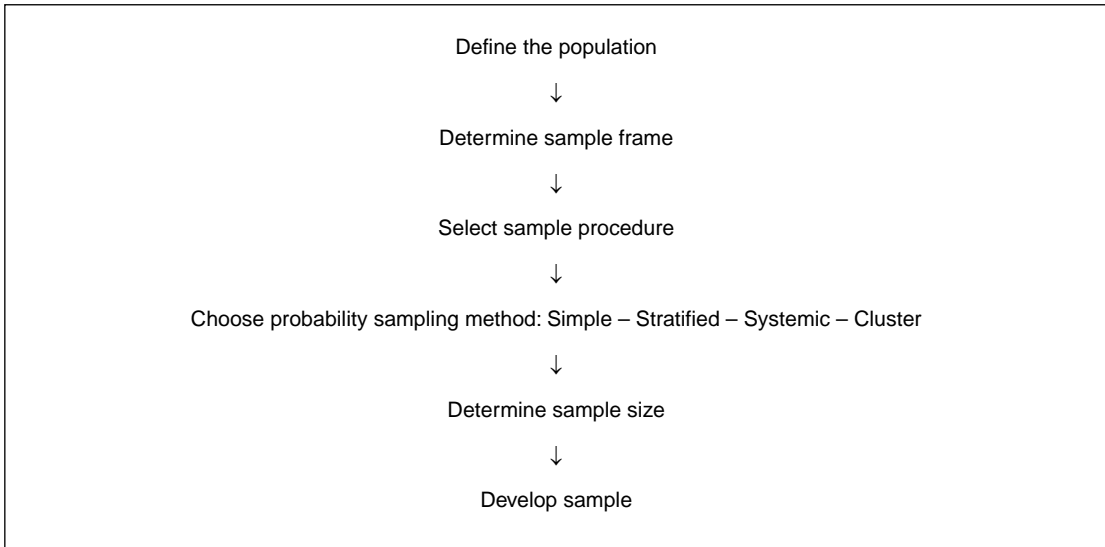 Define the population
↓
Determine sample frame
↓
Select sample procedure
↓
Choose probability sampling method: Simple – Stratified – Systemic – Cluster
↓
Determine sample size
↓
Develop sample